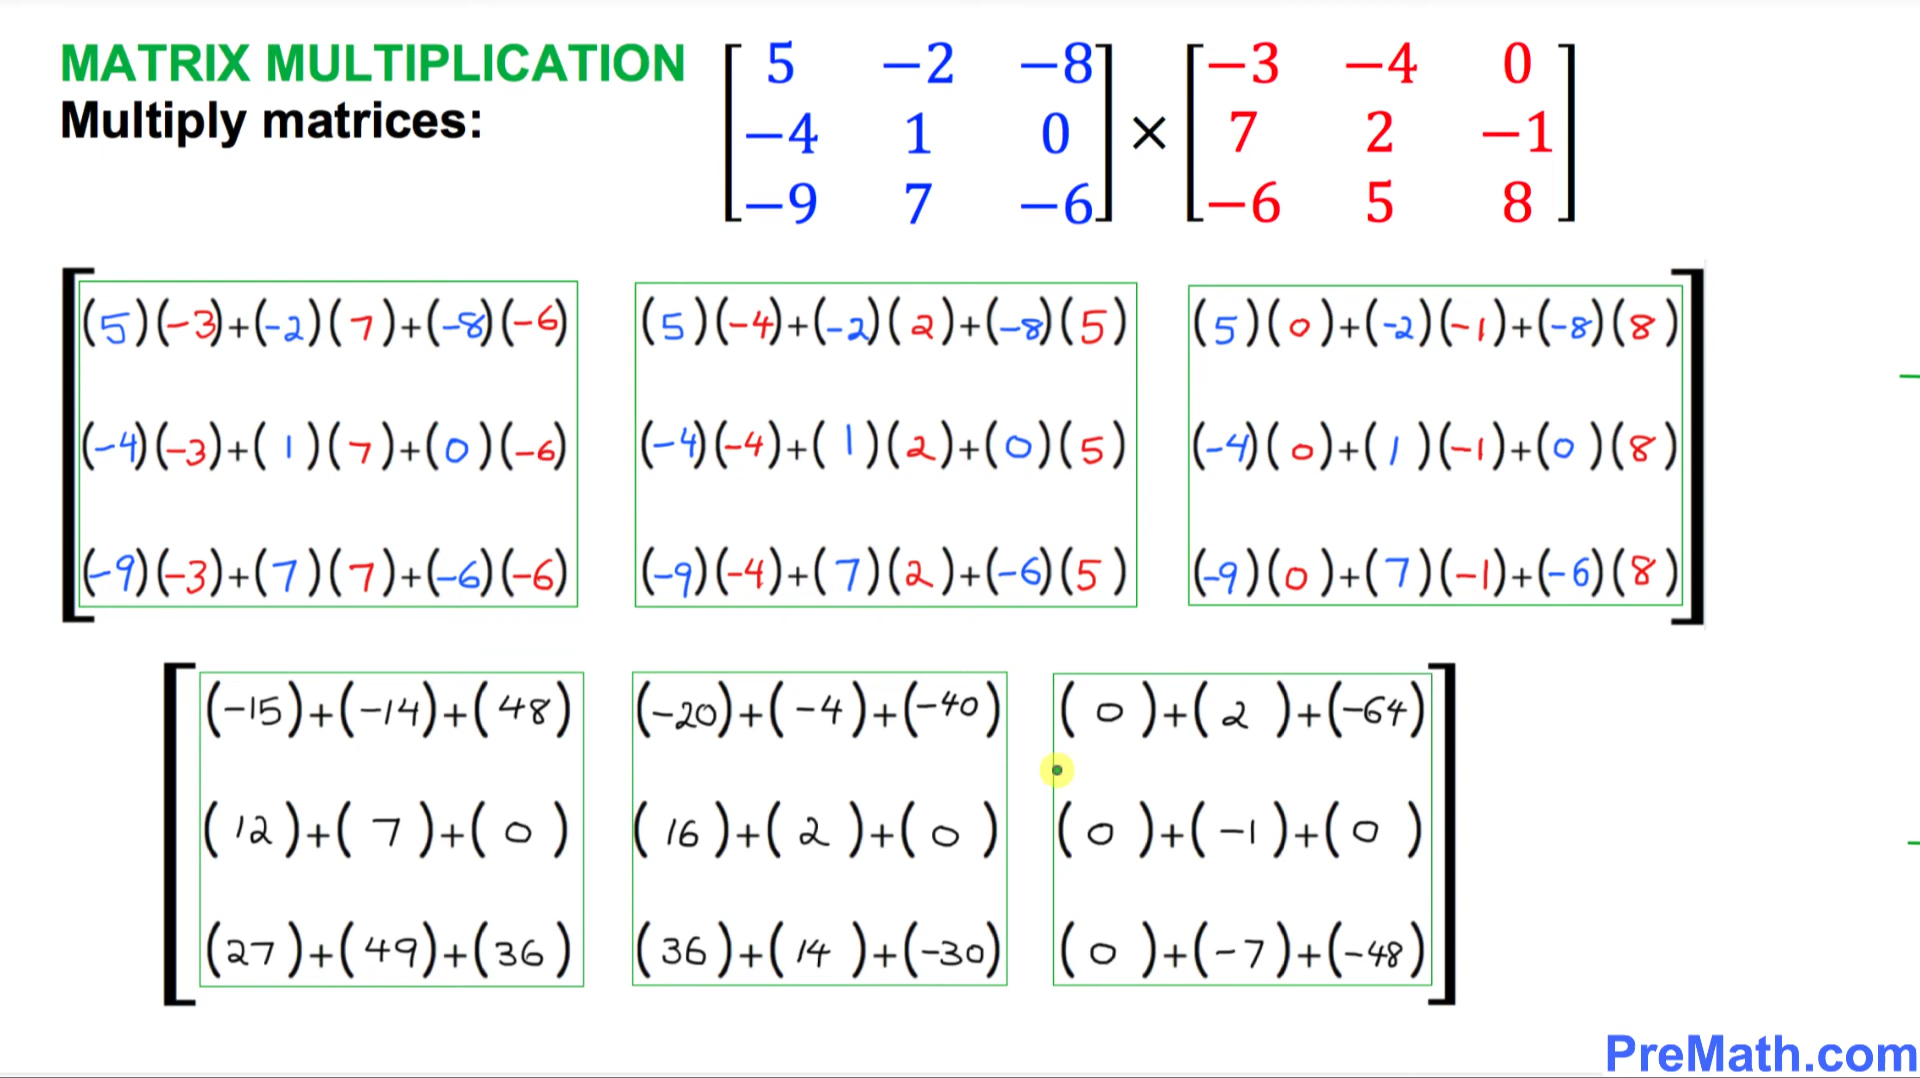 MATRIX MULTIPLICATION
Multiply matrices:
[5 −2 −8] [−3 −4 0]
[−4 1 0] × [7 2 −1]
[−9 7 −6] [−6 5 8]
(5)(-3)+(-2)(7)+(-8)(-6) (5)(-4)+(-2)(2)+(-8)(5) (5)(0)+(-2)(-1)+(-8)(8)
(-4)(-3)+(1)(7)+(0)(-6) (-4)(-4)+(1)(2)+(0)(5) (-4)(0)+(1)(-1)+(0)(8)
(-9)(-3)+(7)(7)+(-6)(-6) (-9)(-4)+(7)(2)+(-6)(5) (-9)(0)+(7)(-1)+(-6)(8)
(-15)+(-14)+(48) (-20)+(-4)+(-40) (0)+(2)+(-64)
(12)+(7)+(0) (16)+(2)+(0) (0)+(-1)+(0)
(27)+(49)+(36) (36)+(14)+(-30) (0)+(-7)+(-48)
PreMath.com